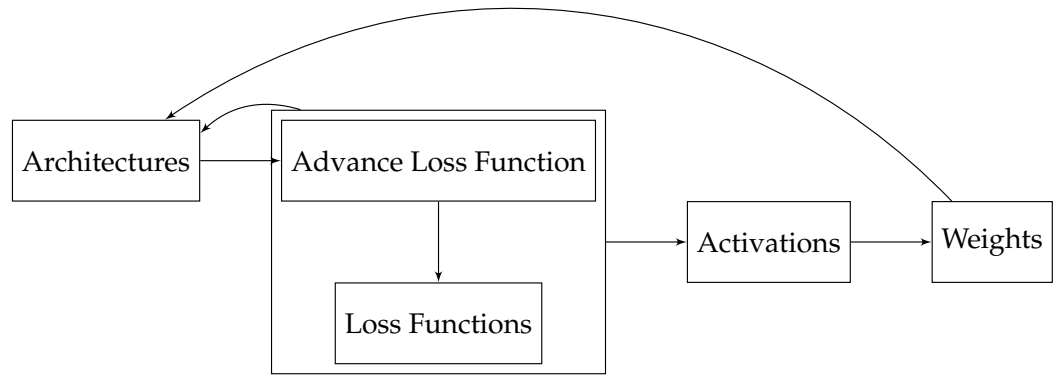 Architectures
Advance Loss Function
Loss Functions
Activations
Weights